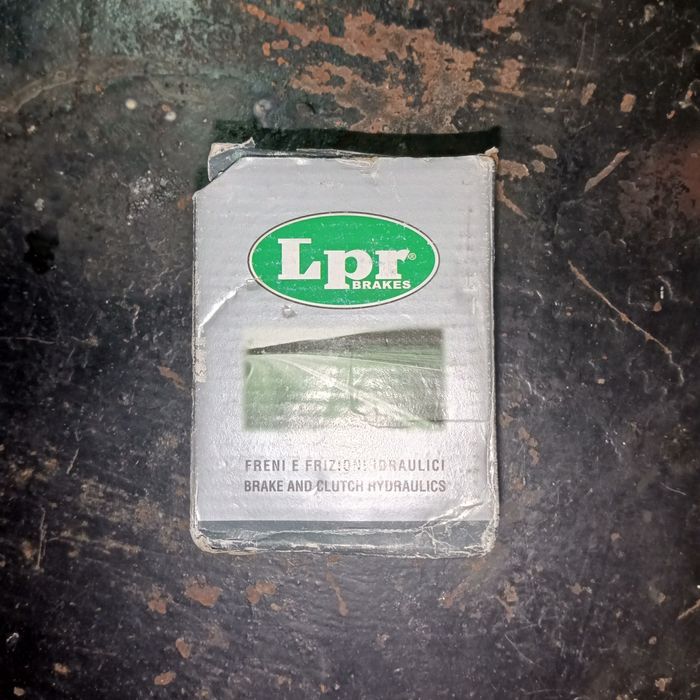 Lpr®
BRAKES
FRENI E FRIZIONI IDRAULICI
BRAKE AND CLUTCH HYDRAULICS